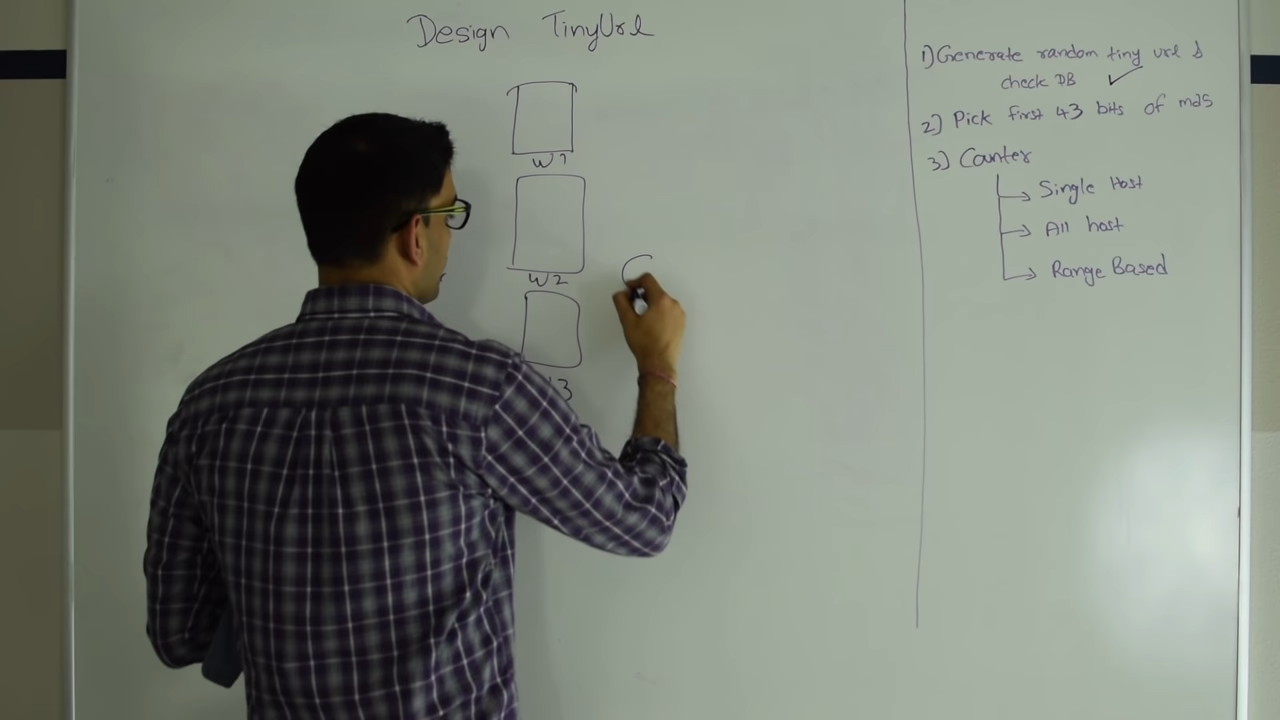 Design TinyUrl
W1
W2
3
1) Generate random tiny url &
check DB ✓
2) Pick first 43 bits of md5
3) Counter
→ Single Host
→ All host
→ Range Based